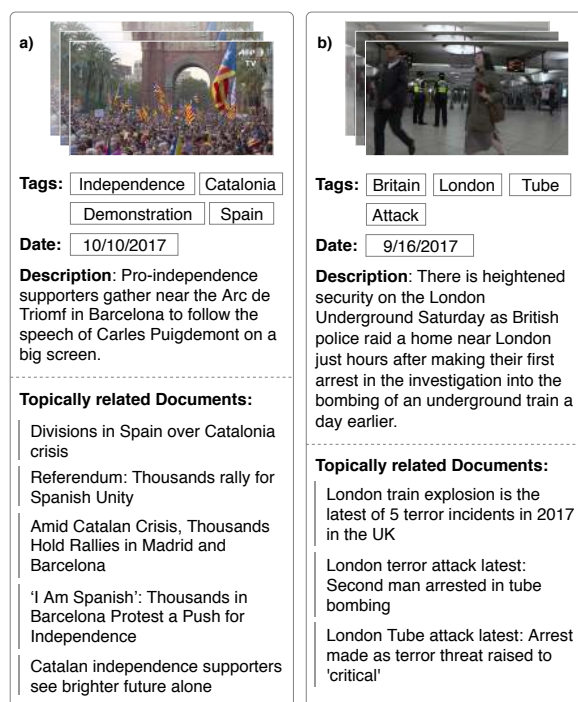 a)
TV
Tags: Independence Catalonia
Demonstration Spain
Date: 10/10/2017
Description: Pro-independence
supporters gather near the Arc de
Triomf in Barcelona to follow the
speech of Carles Puigdemont on a
big screen.
Topically related Documents:
Divisions in Spain over Catalonia
crisis
Referendum: Thousands rally for
Spanish Unity
Amid Catalan Crisis, Thousands
Hold Rallies in Madrid and
Barcelona
‘I Am Spanish’: Thousands in
Barcelona Protest a Push for
Independence
Catalan independence supporters
see brighter future alone
b)
Tags: Britain London Tube
Attack
Date: 9/16/2017
Description: There is heightened
security on the London
Underground Saturday as British
police raid a home near London
just hours after making their first
arrest in the investigation into the
bombing of an underground train a
day earlier.
Topically related Documents:
London train explosion is the
latest of 5 terror incidents in 2017
in the UK
London terror attack latest:
Second man arrested in tube
bombing
London Tube attack latest: Arrest
made as terror threat raised to
'critical'